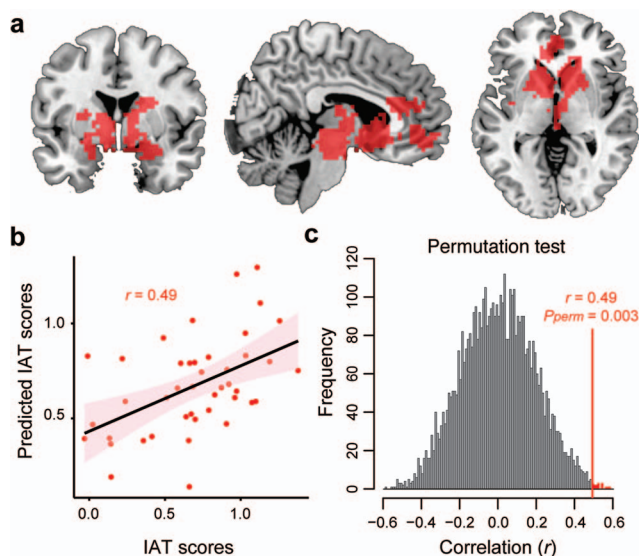 a
b
r = 0.49
Predicted IAT scores
1.0
0.5
0.0
0.5
1.0
IAT scores
c
Permutation test
r = 0.49
Pperm = 0.003
Frequency
120
100
80
60
40
20
0
−0.6
−0.4
−0.2
0.0
0.2
0.4
0.6
Correlation (r)